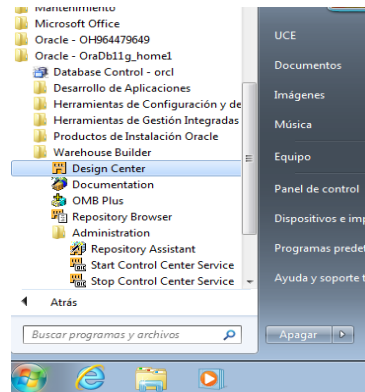 Mantenimiento
Microsoft Office
Oracle - OH964479649
Oracle - OraDb11g_home1
Database Control - orcl
Desarrollo de Aplicaciones
Herramientas de Configuración y de
Herramientas de Gestión Integradas
Productos de Instalación Oracle
Warehouse Builder
Design Center
Documentation
OMB Plus
Repository Browser
Administration
Repository Assistant
Start Control Center Service
Stop Control Center Service
Atrás
Buscar programas y archivos
UCE
Documentos
Imágenes
Música
Equipo
Panel de control
Dispositivos e imp
Programas predet
Ayuda y soporte t
Apagar